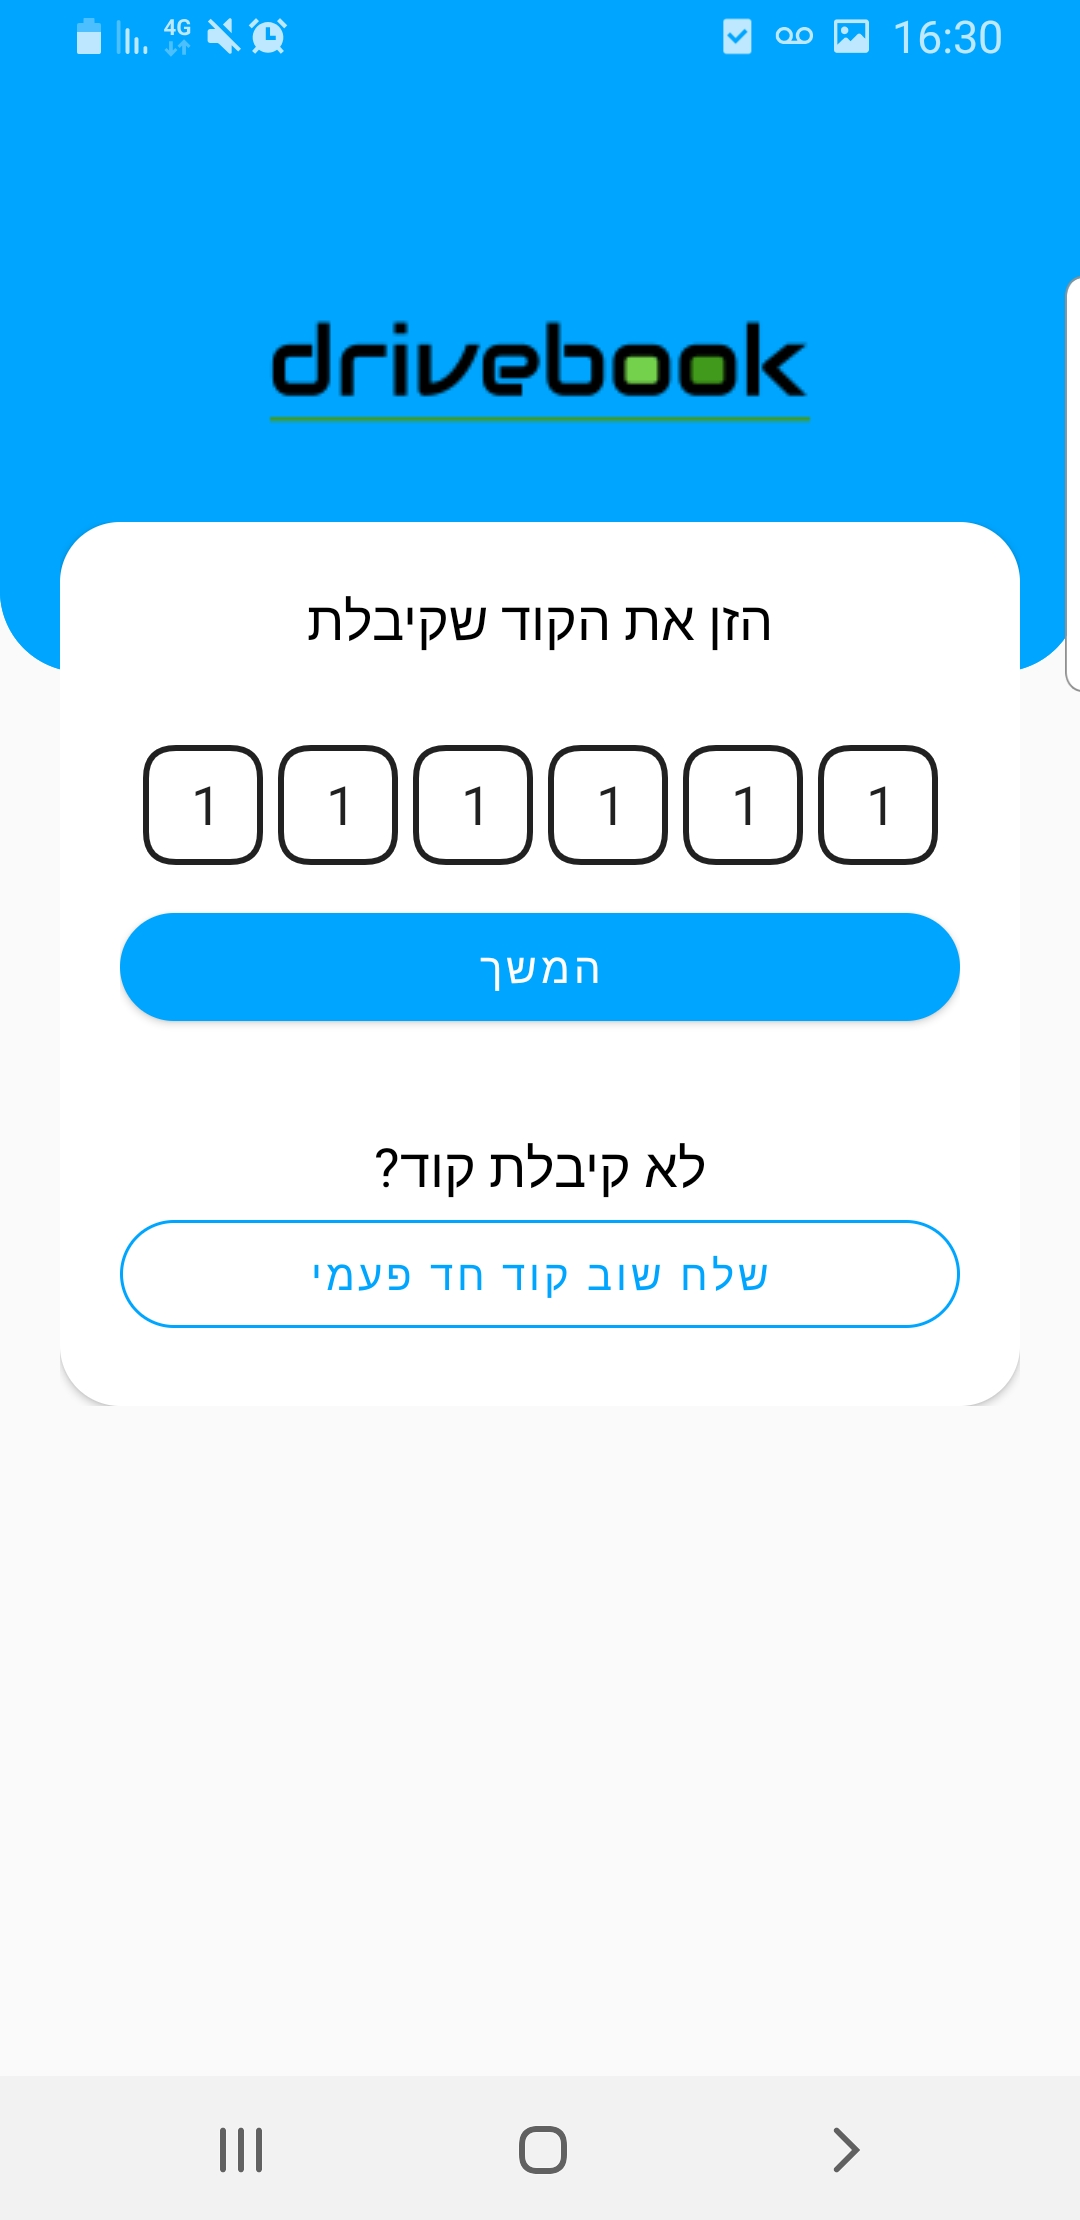 4G 16:30
drivebook
הזן את הקוד שקיבלת
1 1 1 1 1 1
המשך
לא קיבלת קוד?
שלח שוב קוד חד פעמי